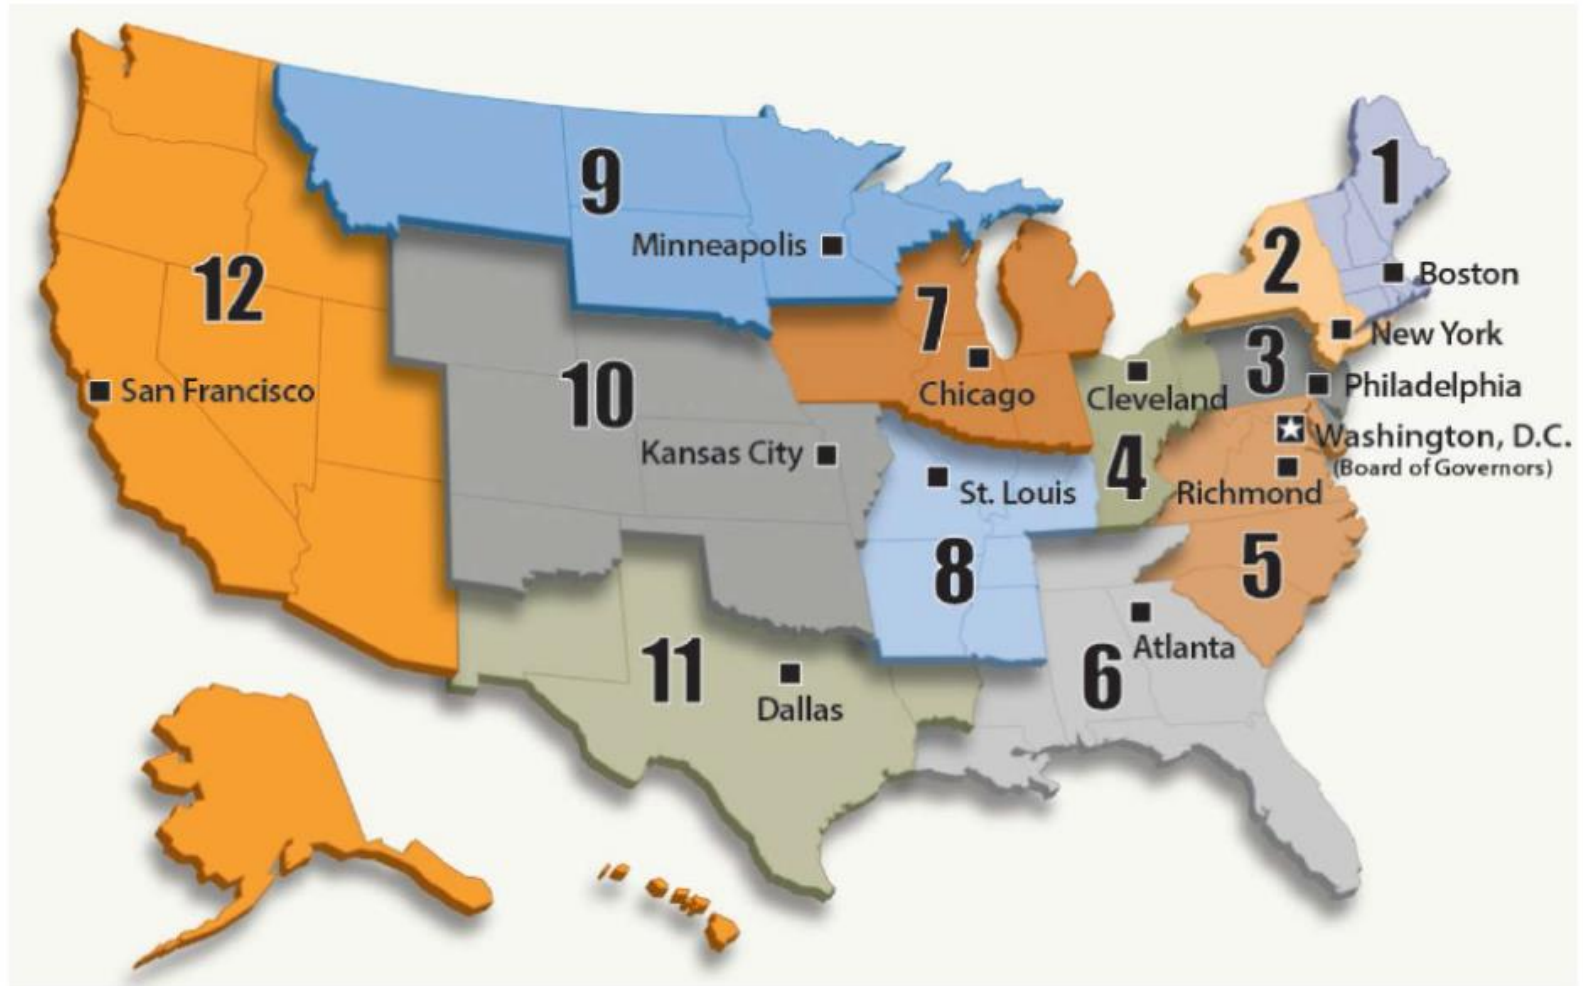 1
9
2
Minneapolis
Boston
12
7
New York
3
Philadelphia
San Francisco
10
Chicago
Cleveland
Washington, D.C.
(Board of Governors)
Kansas City
4
St. Louis
Richmond
8
5
Atlanta
11
6
Dallas